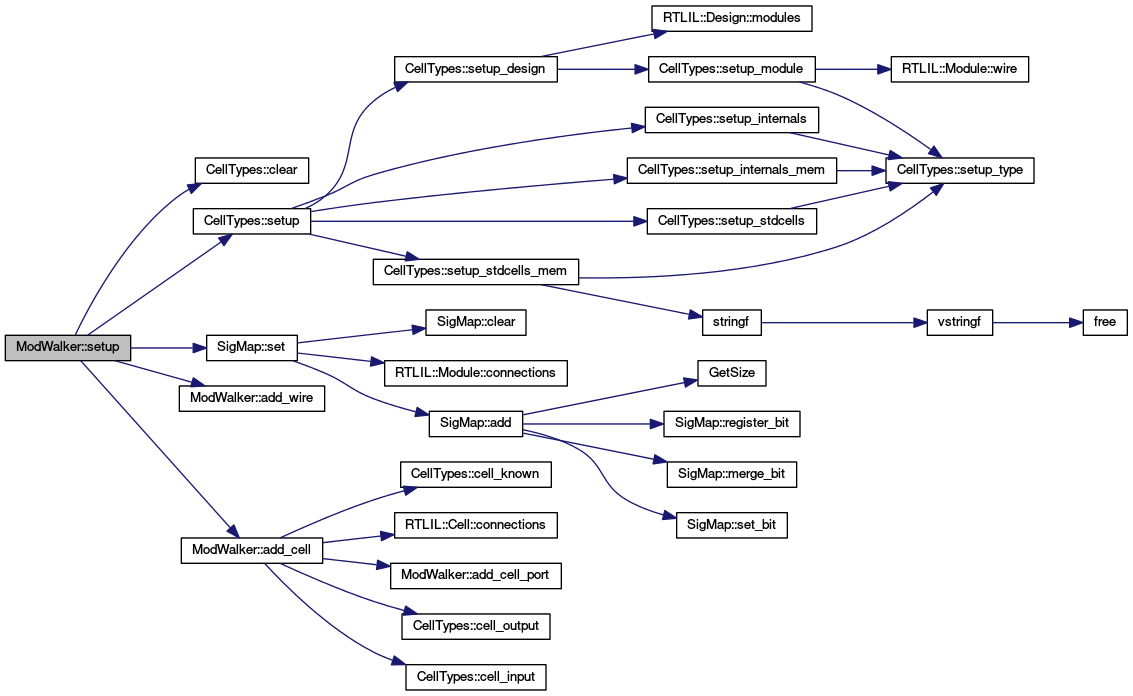 RTLIL::Design::modules
CellTypes::setup_design
CellTypes::setup_module
RTLIL::Module::wire
CellTypes::setup_internals
CellTypes::clear
CellTypes::setup_internals_mem
CellTypes::setup_type
CellTypes::setup
CellTypes::setup_stdcells
CellTypes::setup_stdcells_mem
SigMap::clear
stringf
vstringf
free
ModWalker::setup
SigMap::set
RTLIL::Module::connections
GetSize
ModWalker::add_wire
SigMap::add
SigMap::register_bit
CellTypes::cell_known
SigMap::merge_bit
RTLIL::Cell::connections
SigMap::set_bit
ModWalker::add_cell
ModWalker::add_cell_port
CellTypes::cell_output
CellTypes::cell_input